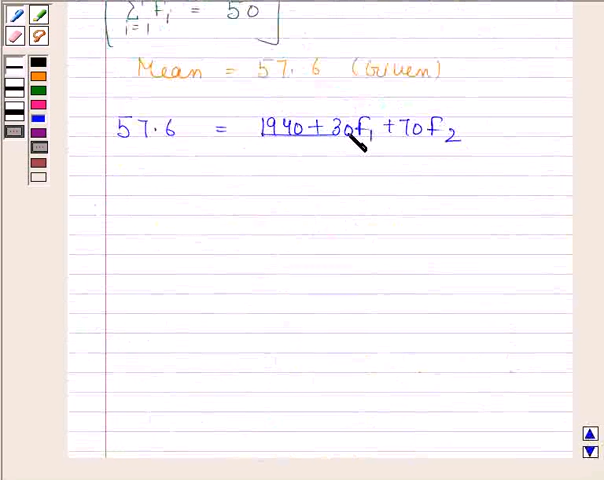 ∑ fᵢ = 50
i=1
Mean = 57.6 (Given)
57.6 = 1940 + 30f₁ + 70f₂